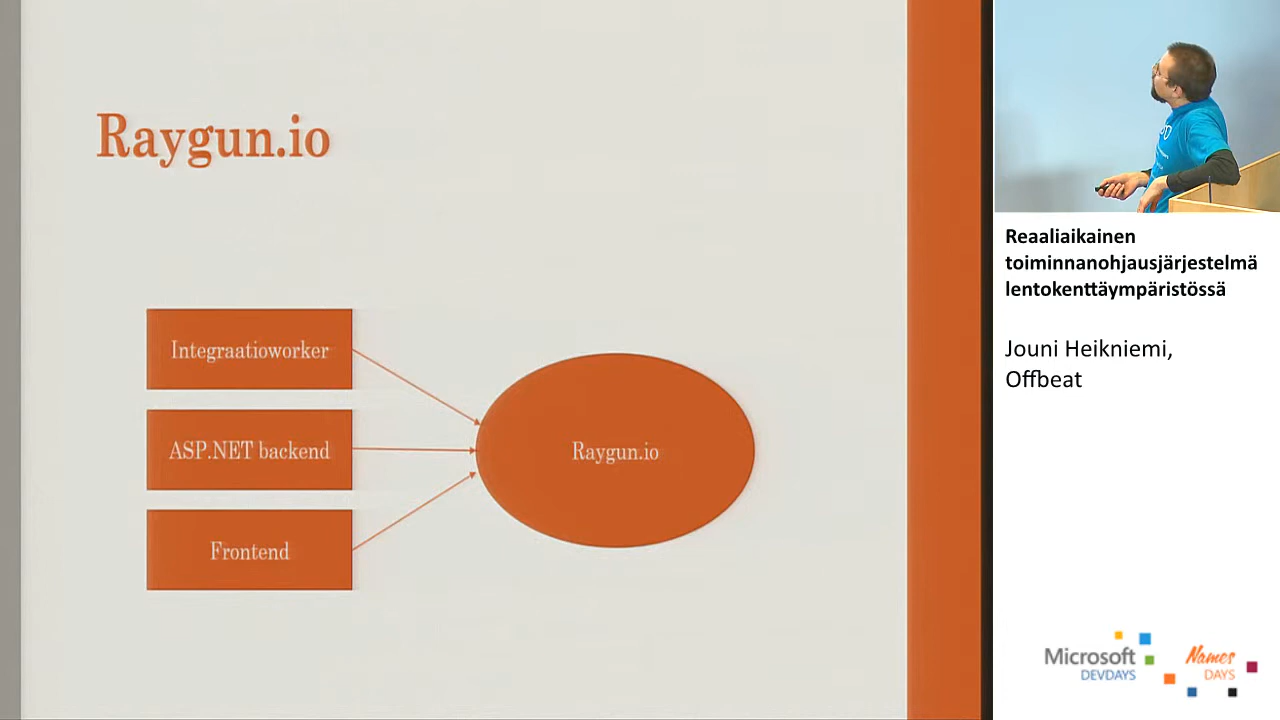 Raygun.io
Integraatioworker
ASP.NET backend
Frontend
Raygun.io
Reaaliaikainen
toiminnanohjausjärjestelmä
lentokenttäympäristössä
Jouni Heikniemi,
Offbeat
Microsoft
DEVDAYS
Names
DAYS